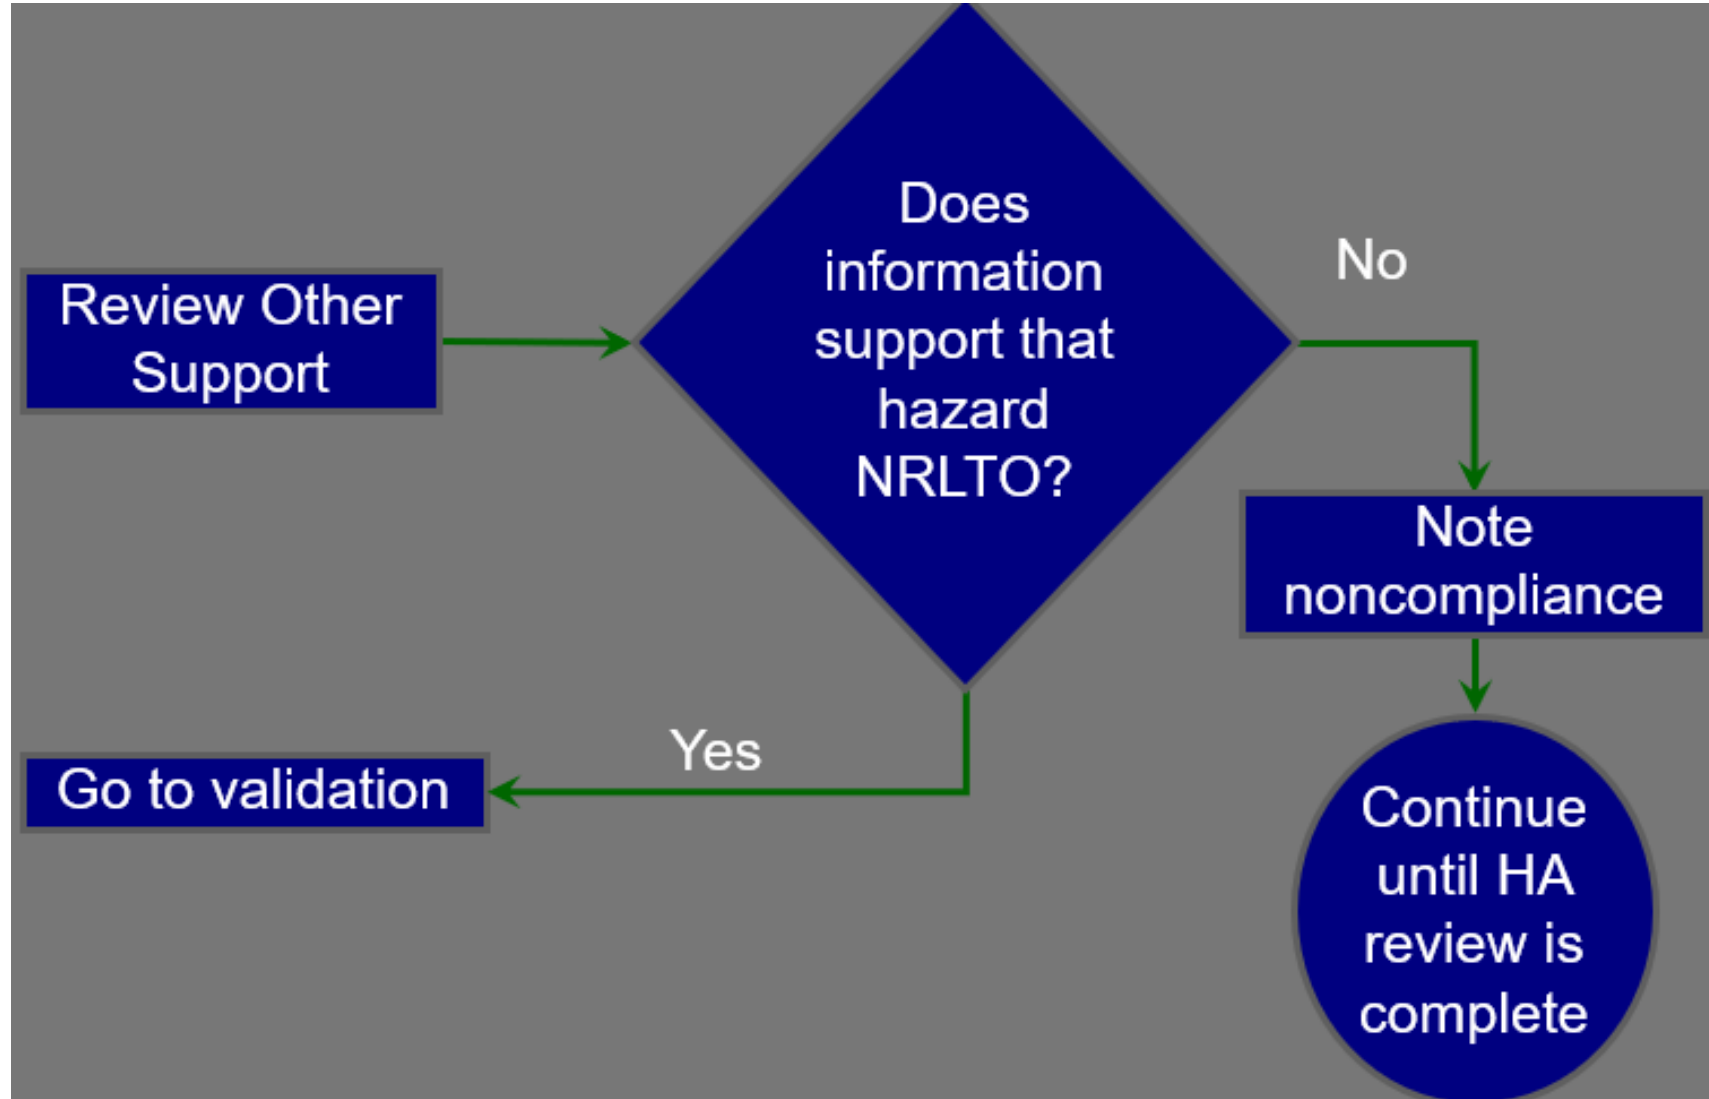 Review Other
Support
Does
information
support that
hazard
NRLTO?
No
Note
noncompliance
Yes
Go to validation
Continue
until HA
review is
complete